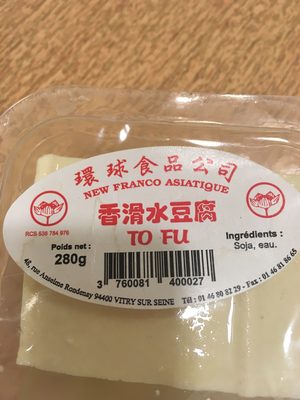 環球食品公司
NEW FRANCO ASIATIQUE
香滑水豆腐
TO FU
RCS 538 784 976
Poids net :
280g
3 760081 400027
Ingrédients :
Soja, eau.
48, rue Anselme Rondenay 94400 VITRY SUR SEINE Tél : 01 46 80 82 29 - Fax : 01 46 81 86 65